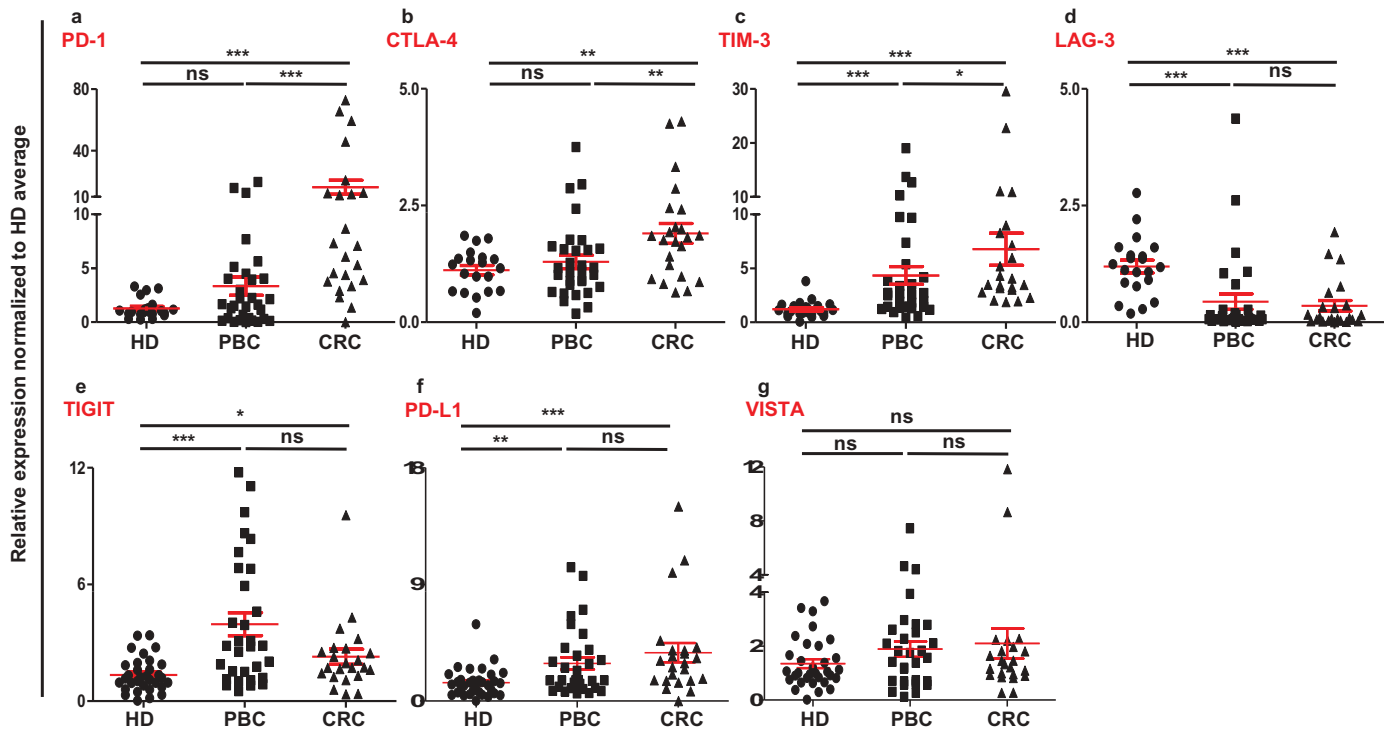 Relative expression normalized to HD average
a
PD-1
***
ns ***
80
40
10
10
5
0
HD PBC CRC
b
CTLA-4
**
ns **
5.0
2.5
0.0
HD PBC CRC
c
TIM-3
***
*** *
30
20
10
10
5
0
HD PBC CRC
d
LAG-3
***
*** ns
5.0
2.5
0.0
HD PBC CRC
e
TIGIT
*
*** ns
12
6
0
HD PBC CRC
f
PD-L1
***
** ns
18
9
0
HD PBC CRC
g
VISTA
ns
ns ns
12
8
4
4
2
0
HD PBC CRC